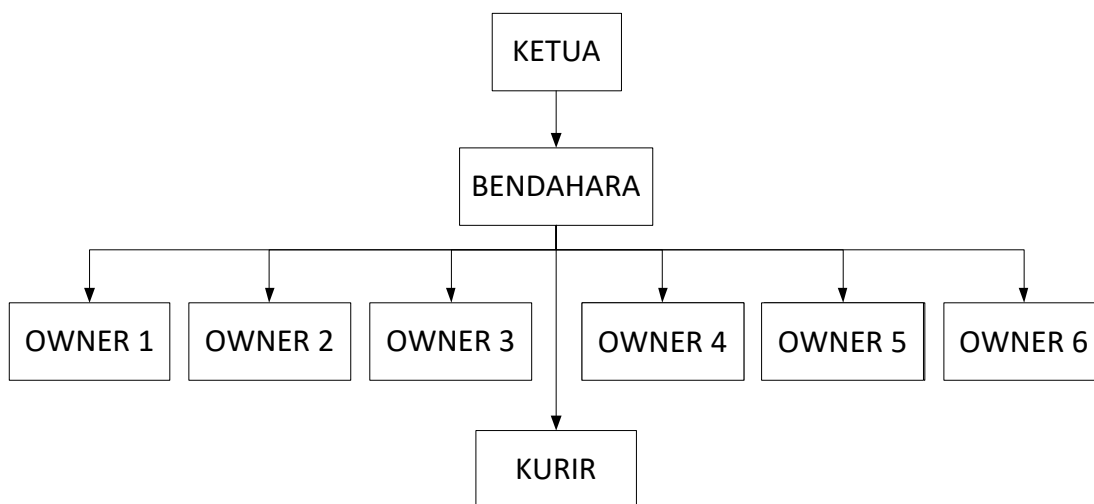 KETUA
BENDAHARA
OWNER 1
OWNER 2
OWNER 3
OWNER 4
OWNER 5
OWNER 6
KURIR